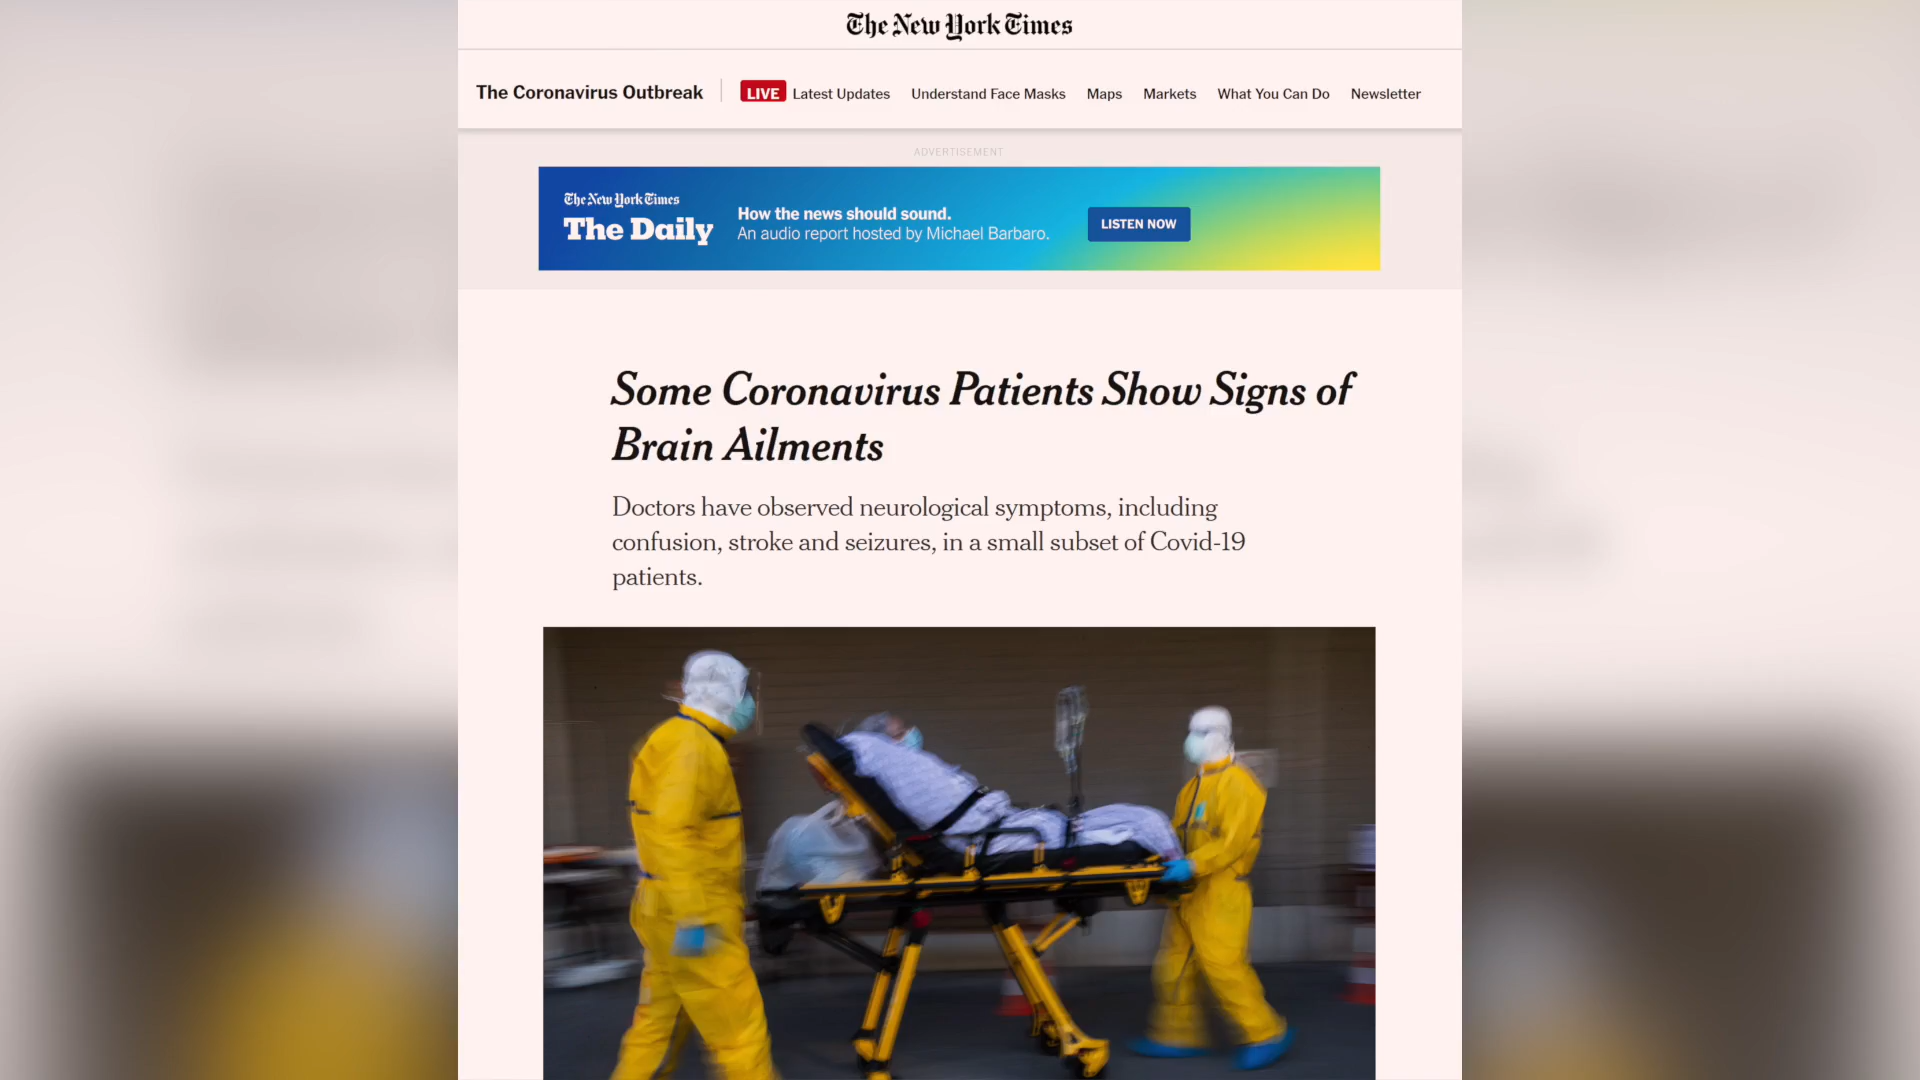 The New York Times
The Coronavirus Outbreak
LIVE Latest Updates Understand Face Masks Maps Markets What You Can Do Newsletter
ADVERTISEMENT
The New York Times
The Daily
How the news should sound.
An audio report hosted by Michael Barbaro.
LISTEN NOW
Some Coronavirus Patients Show Signs of
Brain Ailments
Doctors have observed neurological symptoms, including
confusion, stroke and seizures, in a small subset of Covid-19
patients.